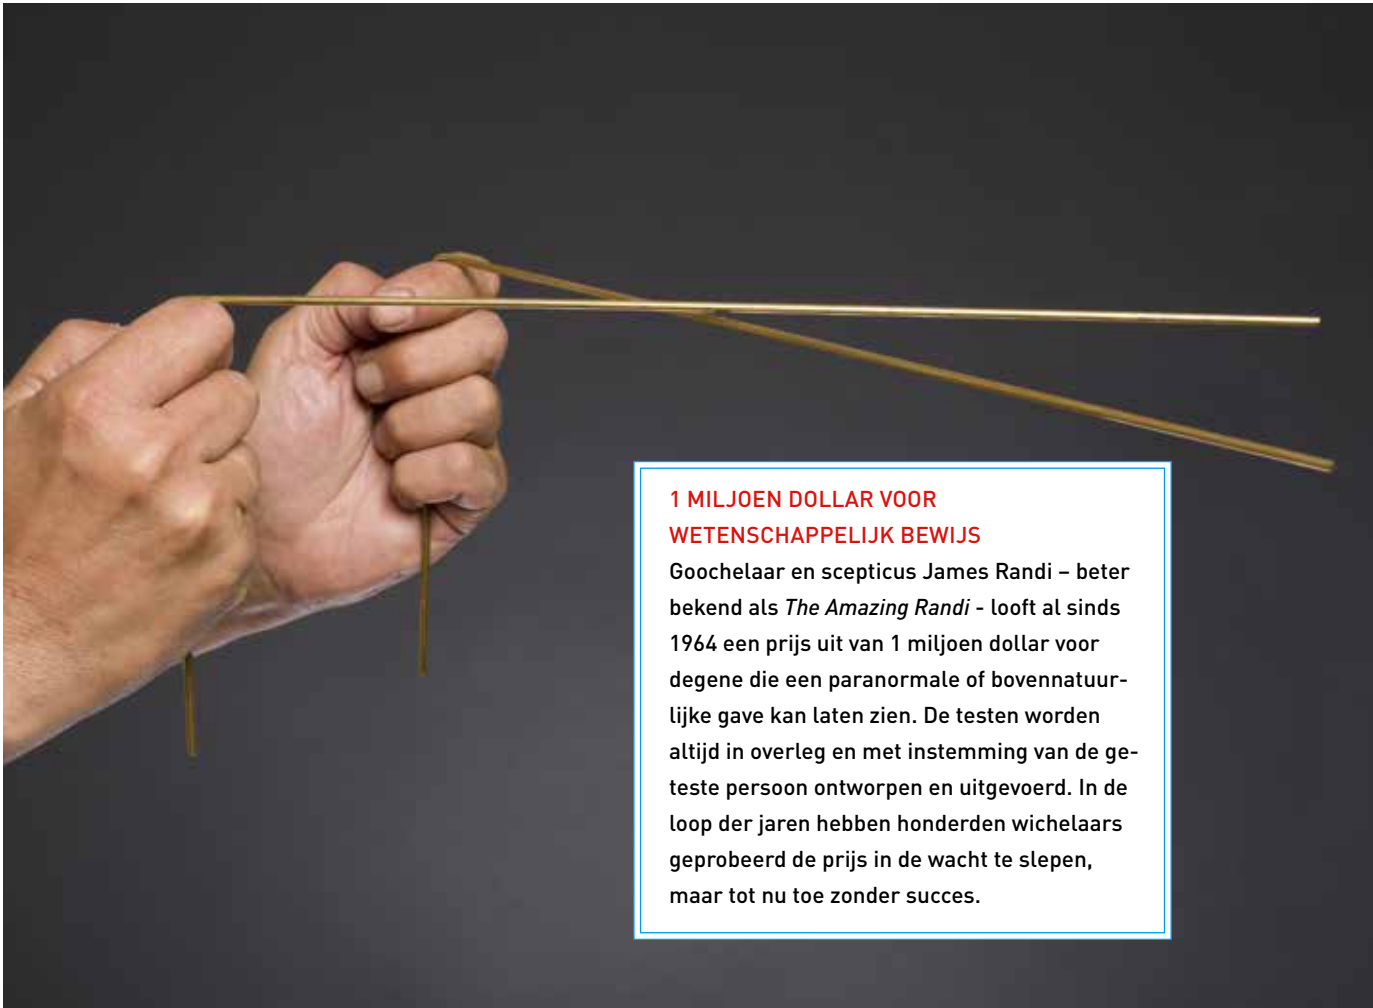 1 MILJOEN DOLLAR VOOR
WETENSCHAPPELIJK BEWIJS
Goochelaar en scepticus James Randi – beter
bekend als The Amazing Randi - looft al sinds
1964 een prijs uit van 1 miljoen dollar voor
degene die een paranormale of bovennatuur-
lijke gave kan laten zien. De testen worden
altijd in overleg en met instemming van de ge-
teste persoon ontworpen en uitgevoerd. In de
loop der jaren hebben honderden wichelaars
geprobeerd de prijs in de wacht te slepen,
maar tot nu toe zonder succes.